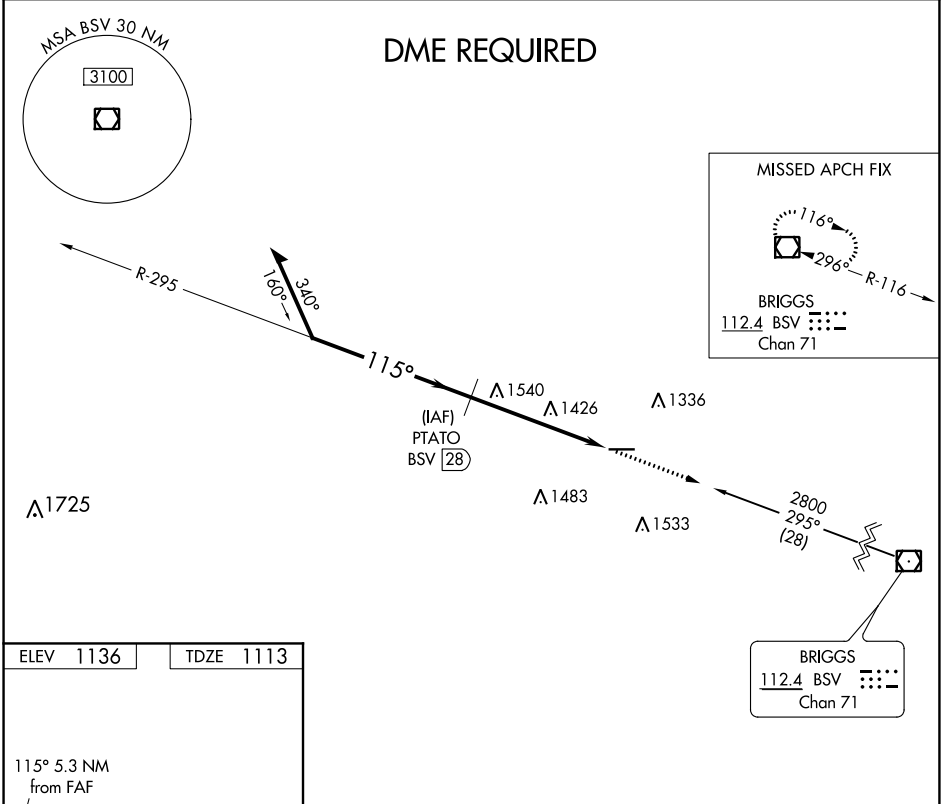 MSA BSV 30 NM
3100
DME REQUIRED
MISSED APCH FIX
116°
296°
R-116
BRIGGS
112.4 BSV
Chan 71
R-295
340°
160°
115°
(IAF)
PTATO
BSV 28
1540
1426
1336
1725
1483
1533
2800
295°
(28)
BRIGGS
112.4 BSV
Chan 71
ELEV 1136
TDZE 1113
115° 5.3 NM
from FAF